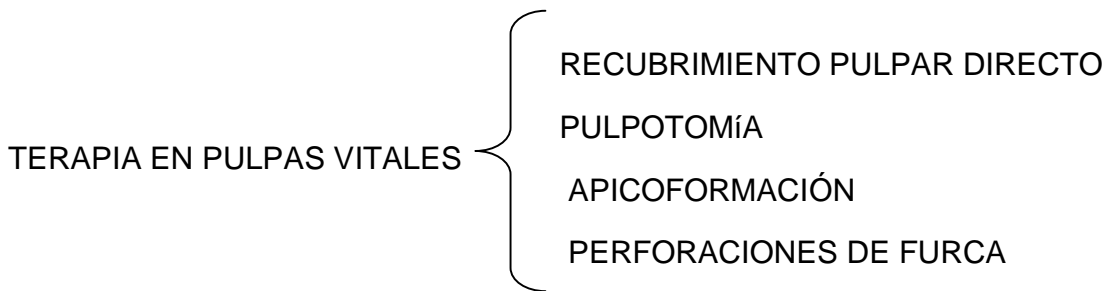 TERAPIA EN PULPAS VITALES
RECUBRIMIENTO PULPAR DIRECTO
PULPOTOMíA
APICOFORMACIÓN
PERFORACIONES DE FURCA